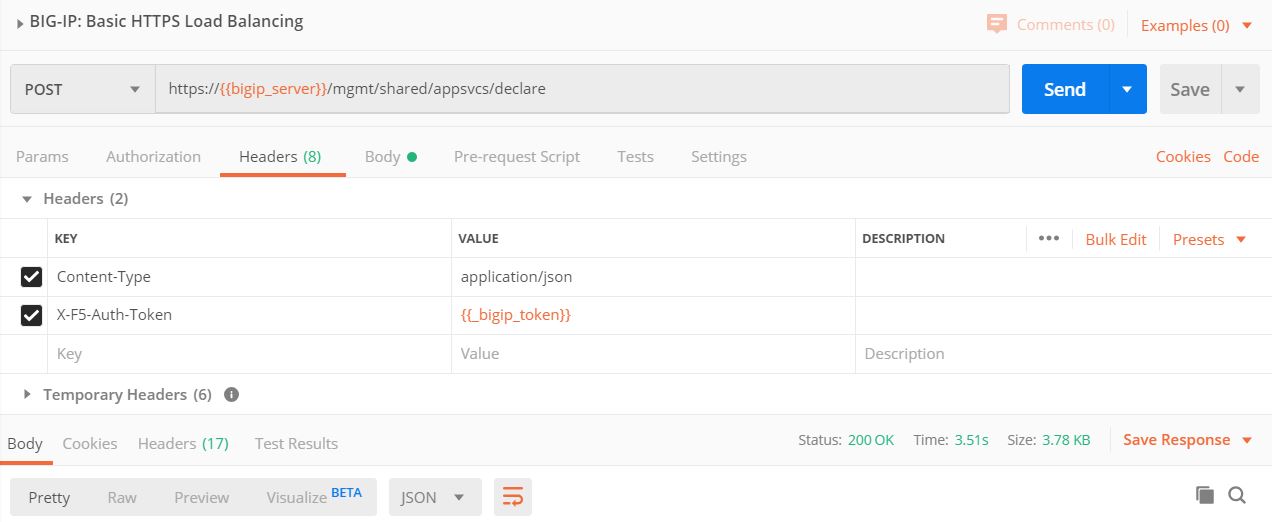 BIG-IP: Basic HTTPS Load Balancing
Comments (0) Examples (0)
POST https://{{bigip_server}}/mgmt/shared/appsvcs/declare Send Save
Params Authorization Headers (8) Body Pre-request Script Tests Settings Cookies Code
Headers (2)
KEY VALUE DESCRIPTION ••• Bulk Edit Presets
Content-Type application/json
X-F5-Auth-Token {{_bigip_token}}
Key Value Description
Temporary Headers (6) i
Body Cookies Headers (17) Test Results Status: 200 OK Time: 3.51s Size: 3.78 KB Save Response
Pretty Raw Preview Visualize BETA JSON